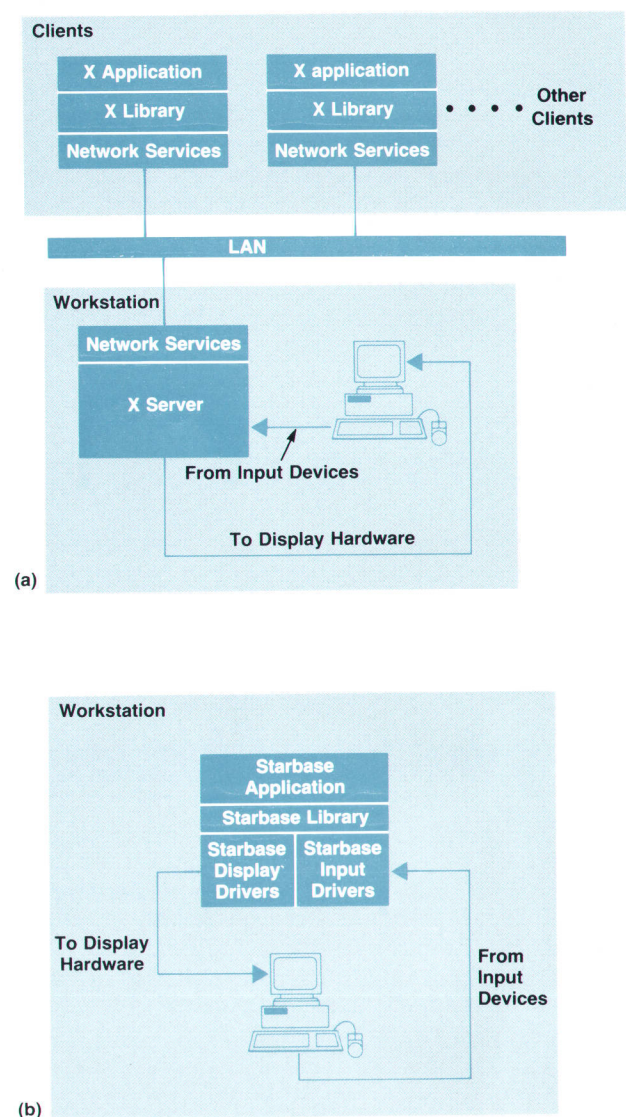 Clients
X Application
X Library
Network Services
X application
X Library
Network Services
Other
Clients
LAN
Workstation
Network Services
X Server
From Input Devices
To Display Hardware
(a)
Workstation
Starbase
Application
Starbase Library
Starbase
Display
Drivers
Starbase
Input
Drivers
To Display
Hardware
From
Input
Devices
(b)